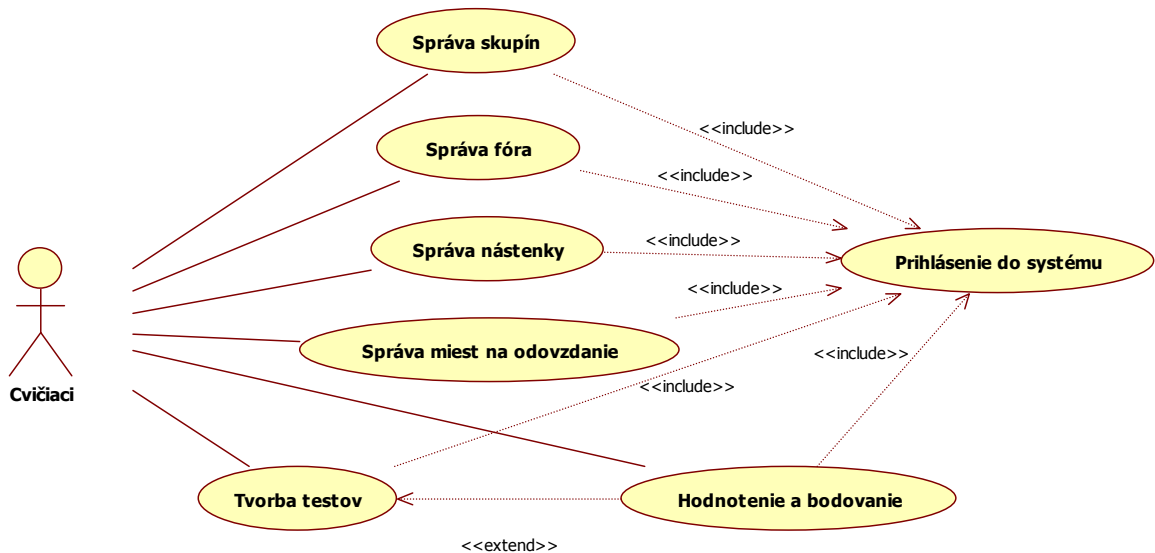 Správa skupín
<<include>>
Správa fóra
<<include>>
Správa nástenky
<<include>>
Prihlásenie do systému
<<include>>
Správa miest na odovzdanie
<<include>>
<<include>>
Cvičiaci
Tvorba testov
Hodnotenie a bodovanie
<<extend>>